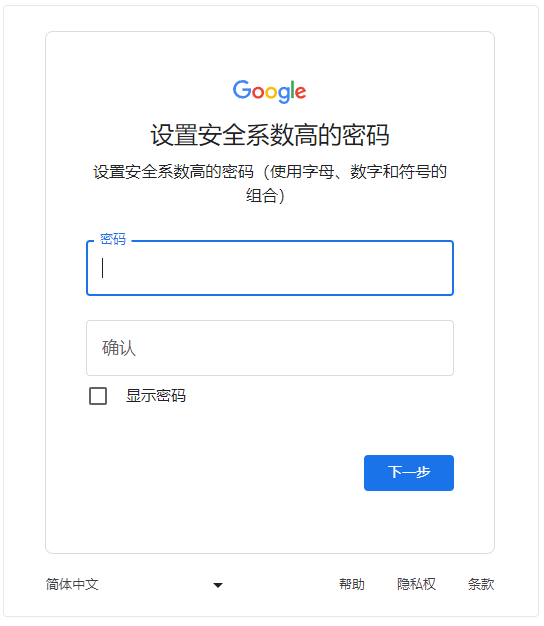 Google
设置安全系数高的密码
设置安全系数高的密码（使用字母、数字和符号的
组合）
密码
确认
显示密码
下一步
简体中文 帮助 隐私权 条款